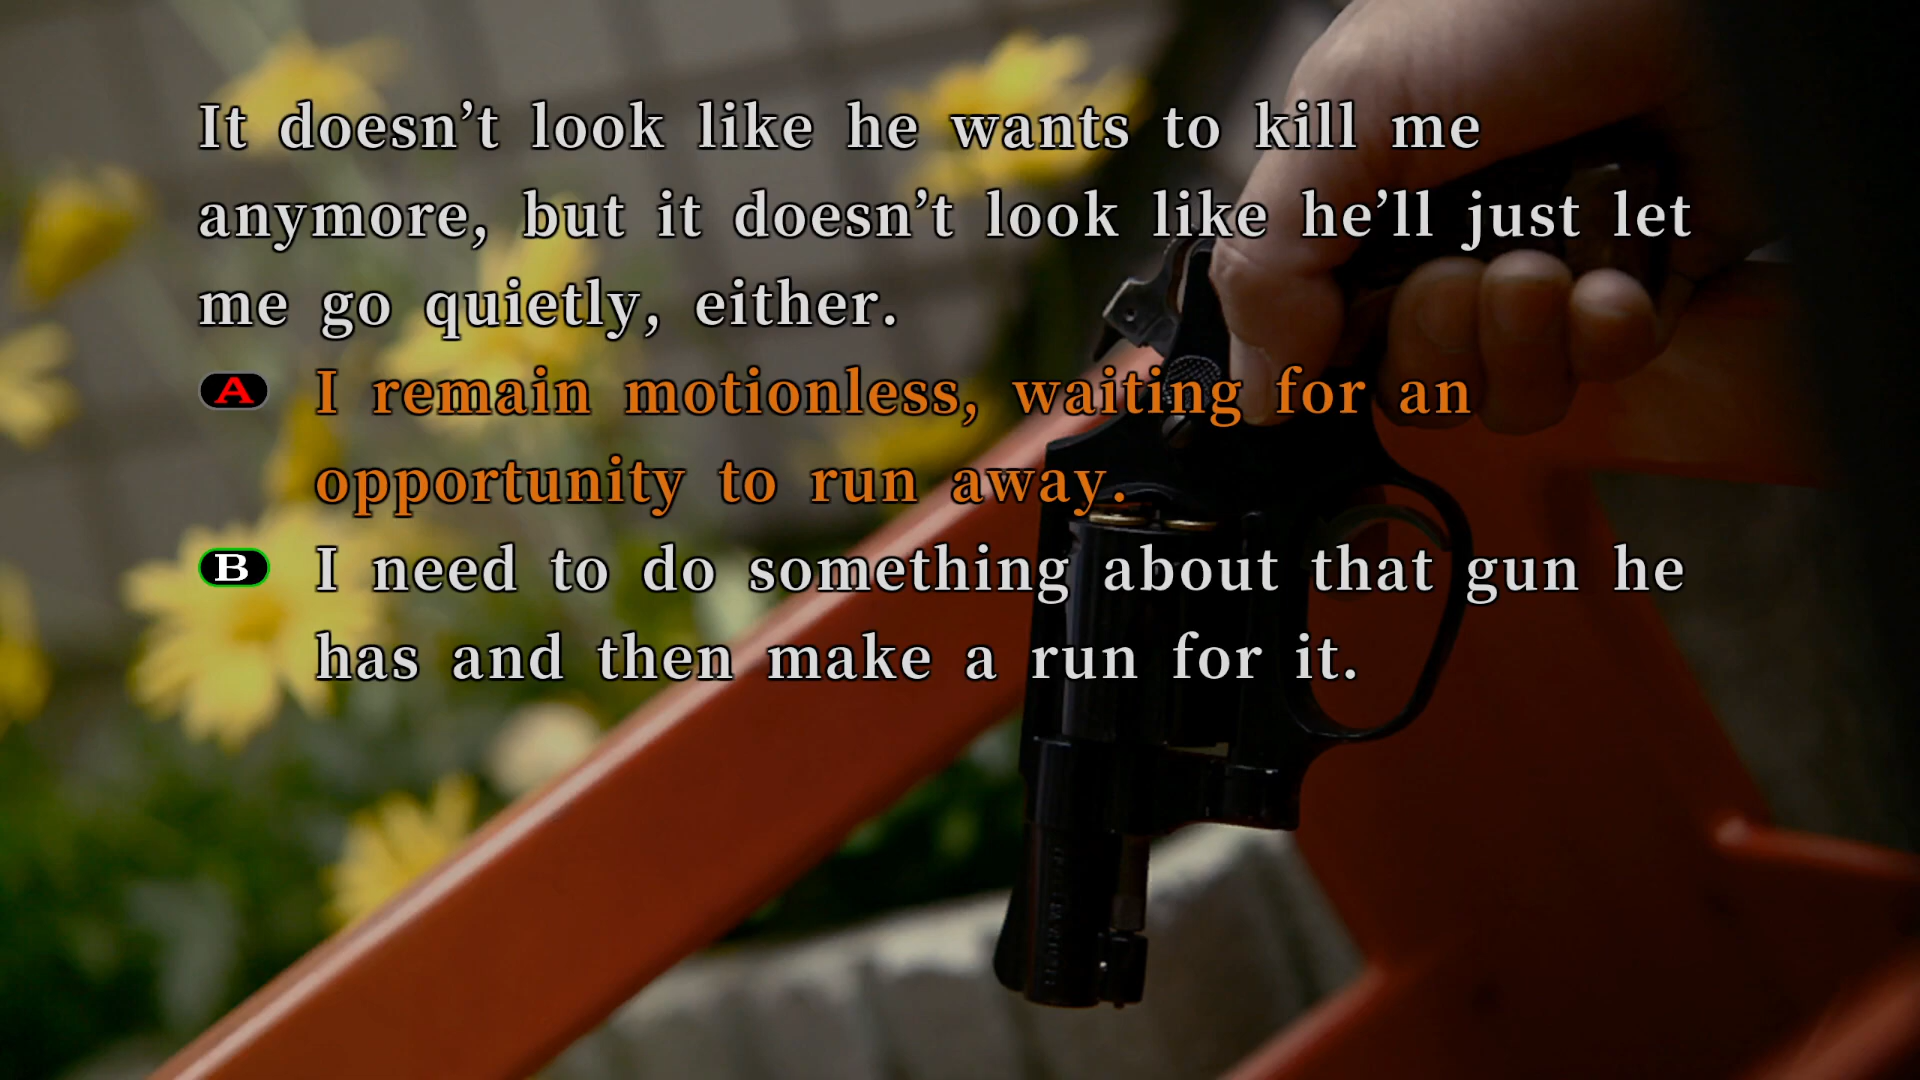 It doesn’t look like he wants to kill me
anymore, but it doesn’t look like he’ll just let
me go quietly, either.
A I remain motionless, waiting for an
opportunity to run away.
B I need to do something about that gun he
has and then make a run for it.